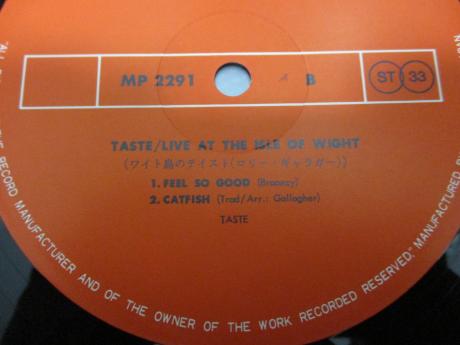 MP 2291 B ST 33
TASTE/LIVE AT THE ISLE OF WIGHT
(ワイト島のテイスト(ロリー・ギャラガー))
1. FEEL SO GOOD (Broonzy)
2. CATFISH (Trad/Arr.: Gallagher)
TASTE
RECORD MANUFACTURER AND OF THE OWNER OF THE WORK RECORDED RESERVED." MANUFACTURED BY